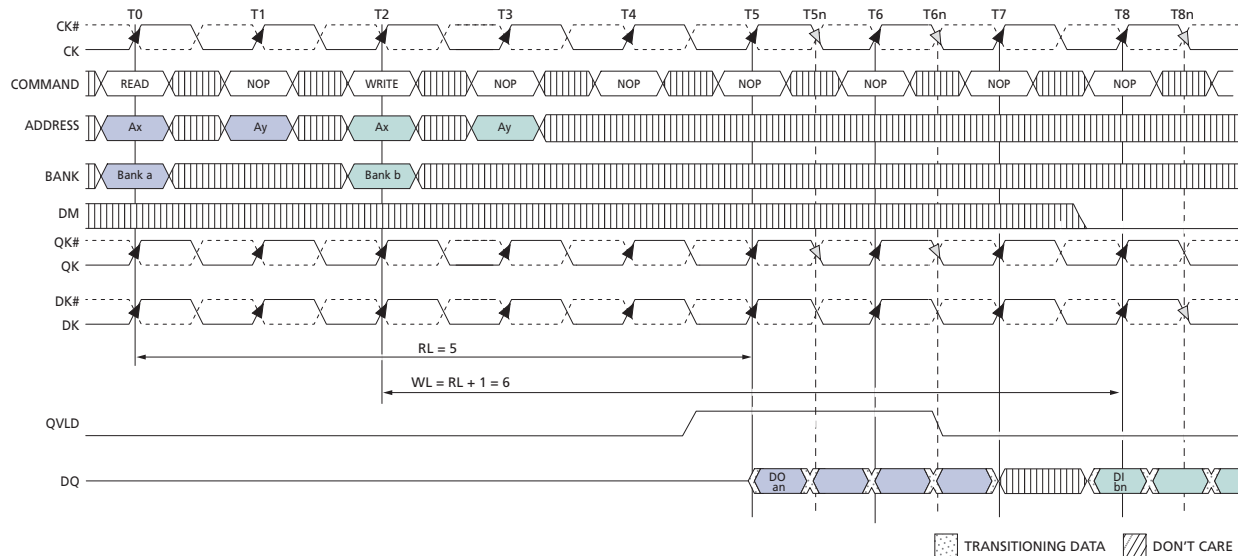 T0 T1 T2 T3 T4 T5 T5n T6 T6n T7 T8 T8n
CK#
CK
COMMAND READ NOP WRITE NOP NOP NOP NOP NOP NOP
ADDRESS Ax Ay Ax Ay
BANK Bank a Bank b
DM
QK#
QK
DK#
DK
RL = 5
WL = RL + 1 = 6
QVLD
DQ DO an DI bn
TRANSITIONING DATA DON'T CARE